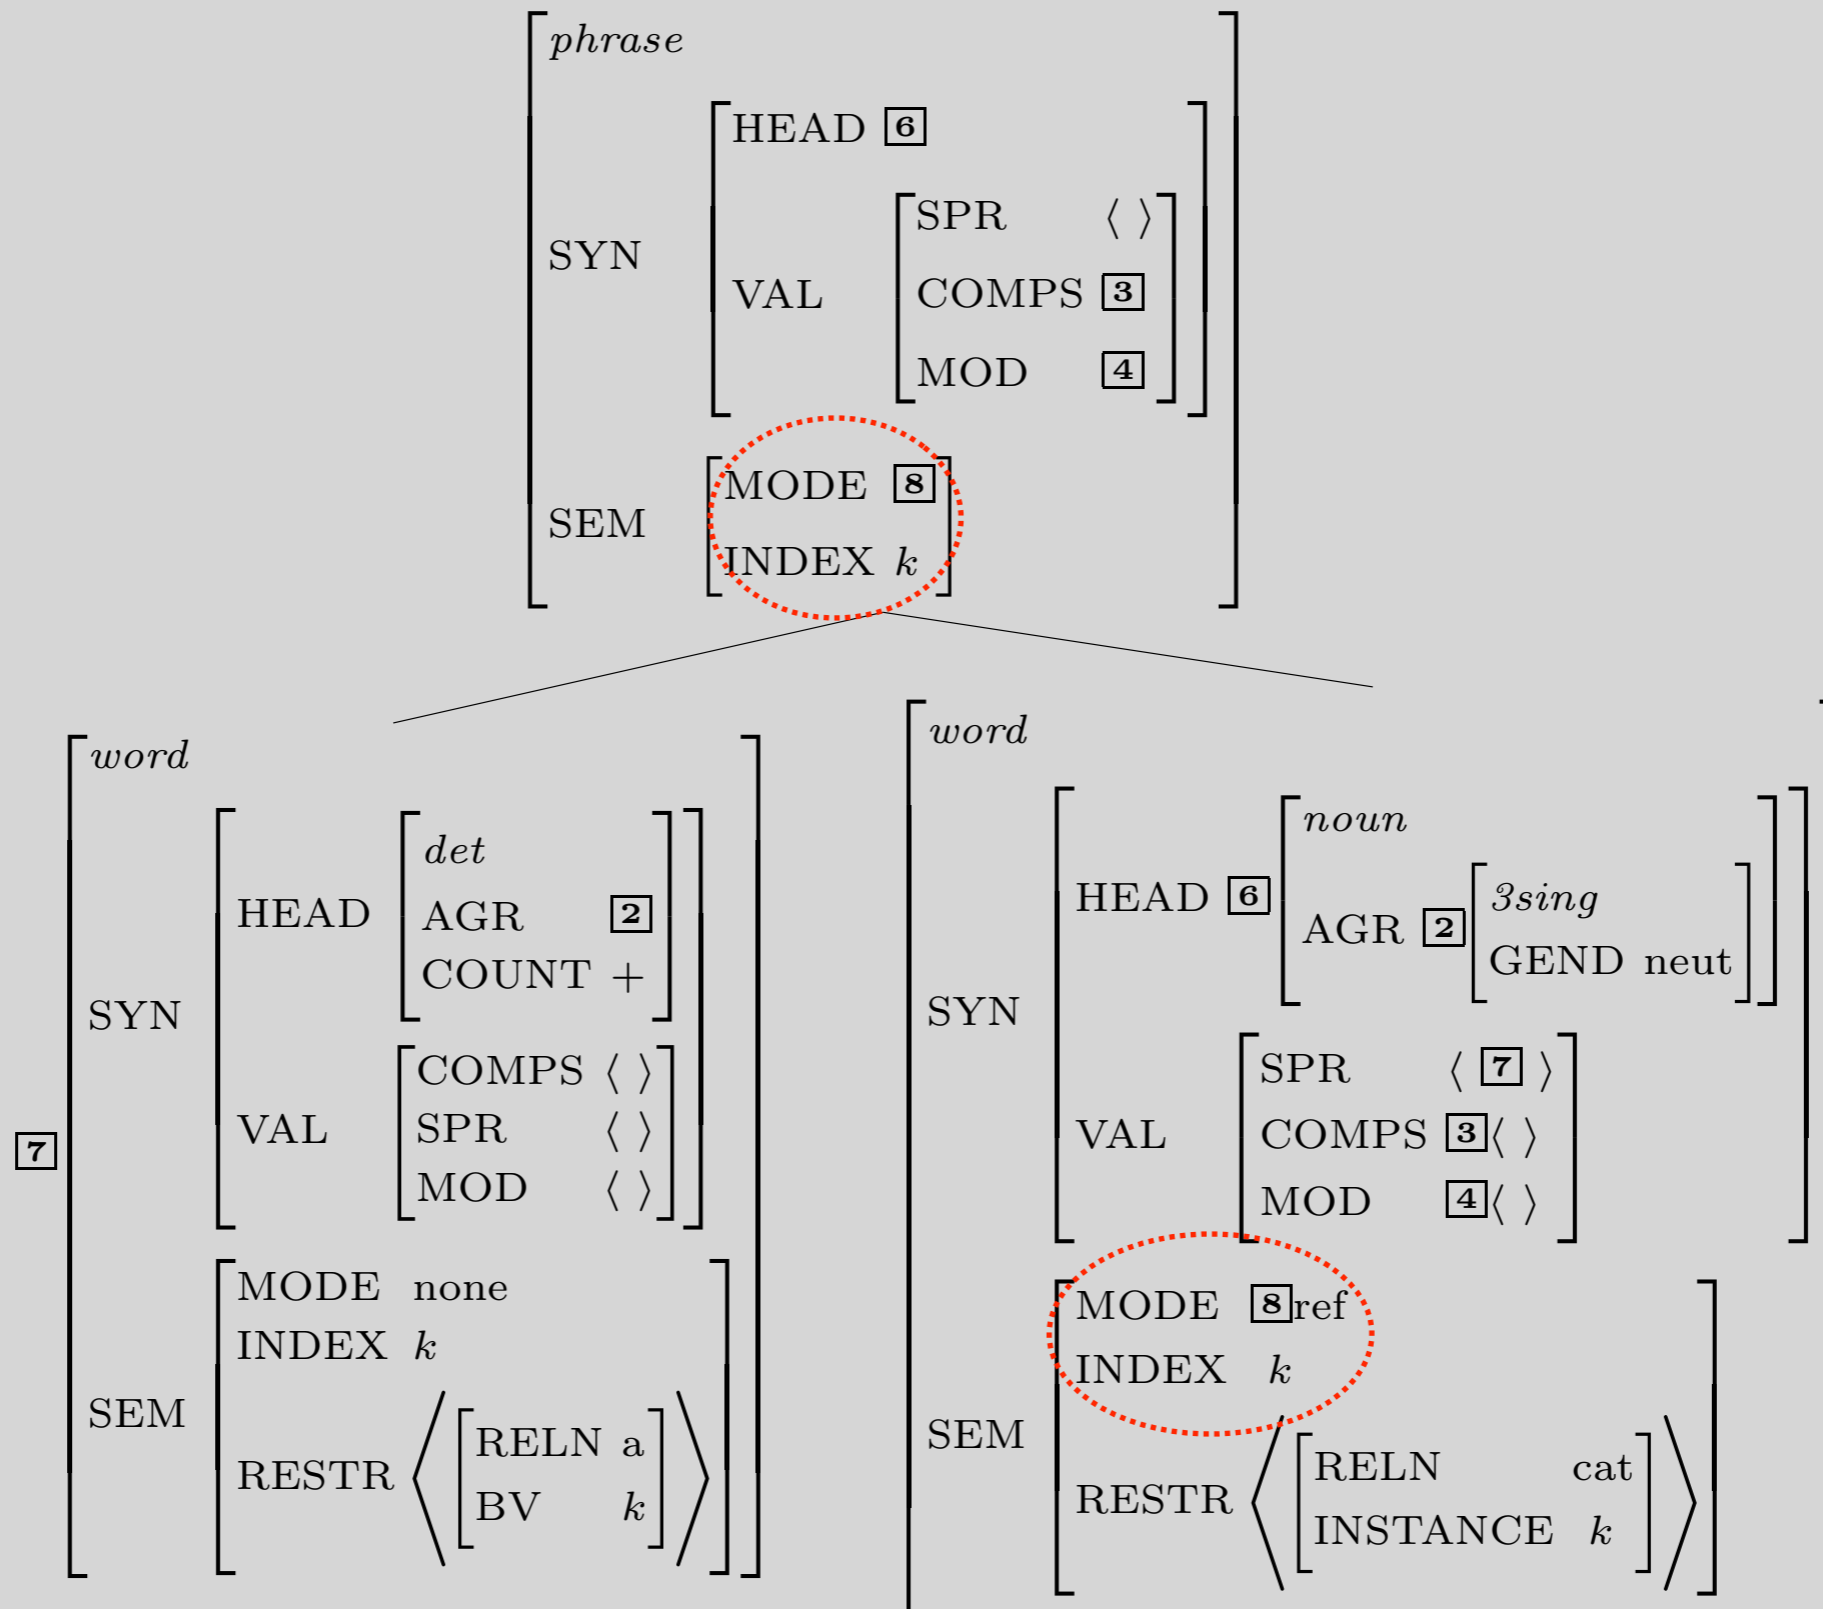 phrase
HEAD 6
SPR ⟨ ⟩
SYN
VAL
COMPS 3
MOD 4
MODE 8
SEM
INDEX k
word
HEAD
det
AGR 2
COUNT +
SYN
VAL
COMPS ⟨ ⟩
SPR ⟨ ⟩
MOD ⟨ ⟩
7
MODE none
INDEX k
SEM
RESTR
RELN a
BV k
word
HEAD 6
noun
AGR 2
3sing
GEND neut
SYN
VAL
SPR ⟨ 7 ⟩
COMPS 3⟨ ⟩
MOD 4⟨ ⟩
MODE 8ref
INDEX k
SEM
RESTR
RELN cat
INSTANCE k